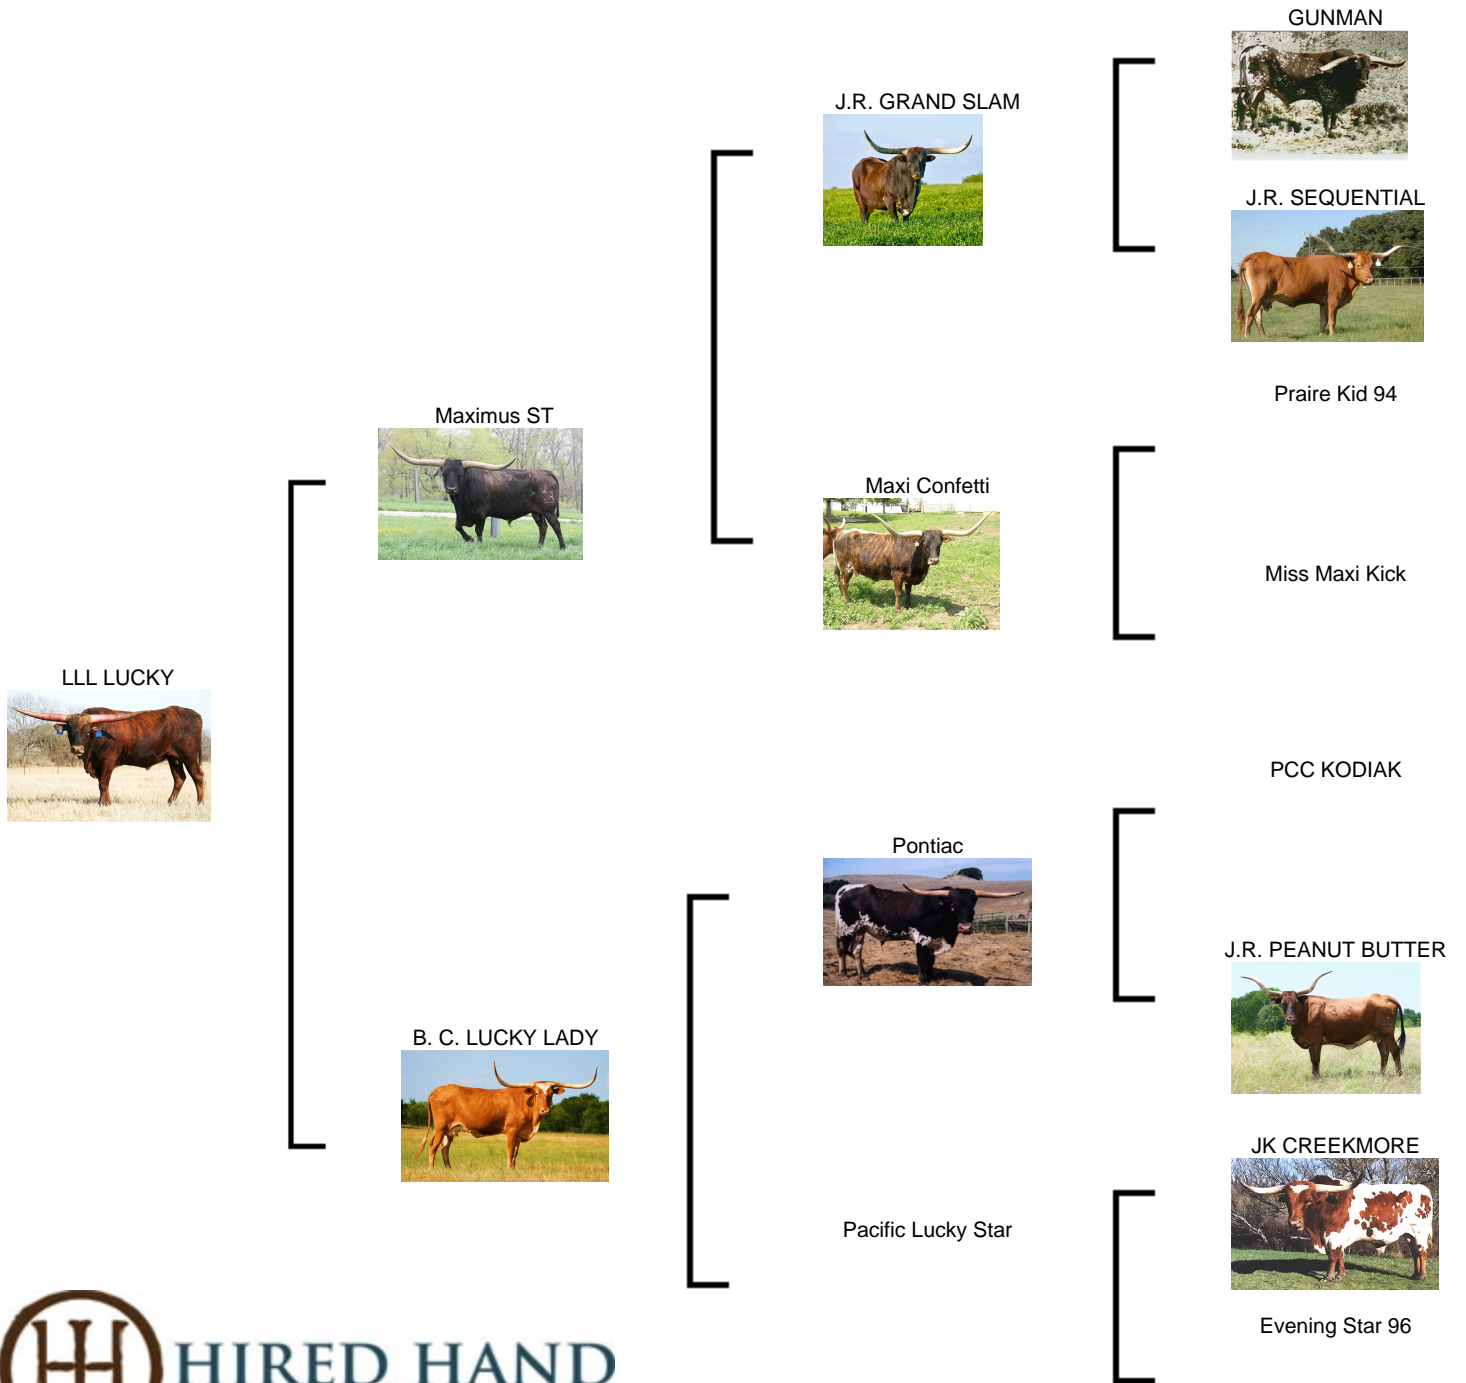 GUNMAN
J.R. GRAND SLAM
J.R. SEQUENTIAL
Praire Kid 94
Maximus ST
Maxi Confetti
Miss Maxi Kick
LLL LUCKY
PCC KODIAK
Pontiac
J.R. PEANUT BUTTER
B. C. LUCKY LADY
JK CREEKMORE
Pacific Lucky Star
Evening Star 96
HIRED HAND